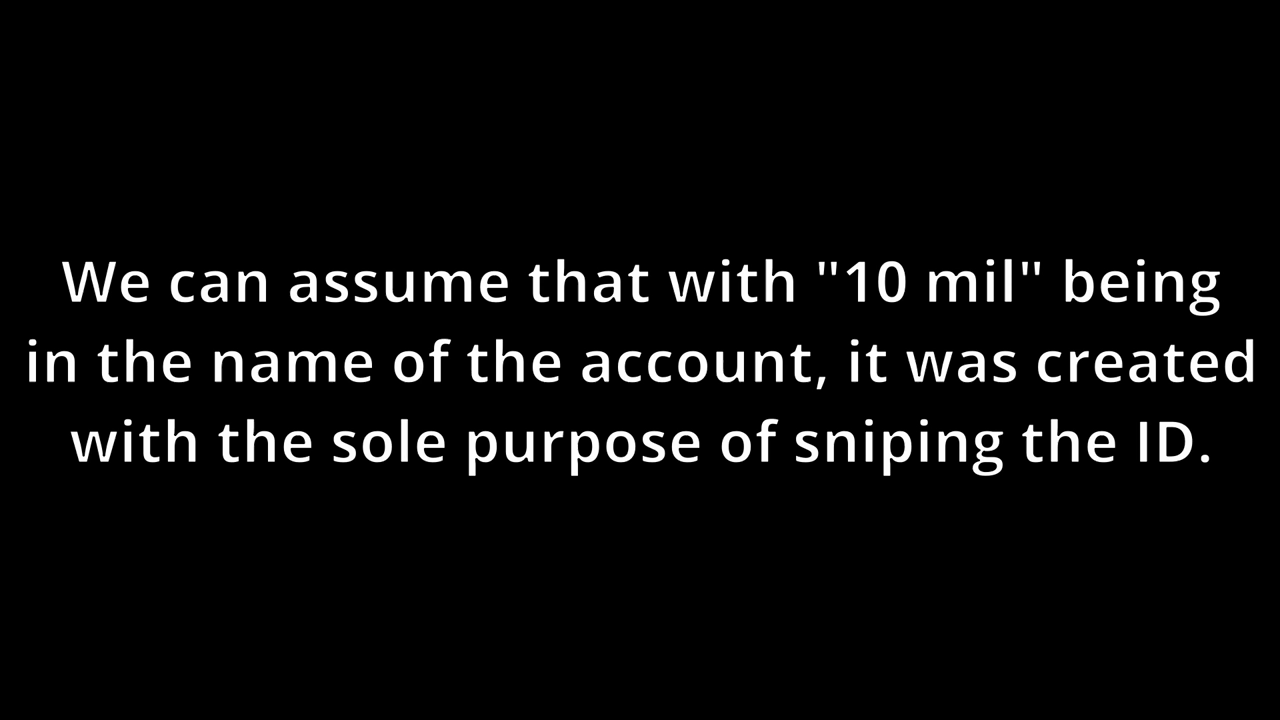 We can assume that with "10 mil" being
in the name of the account, it was created
with the sole purpose of sniping the ID.